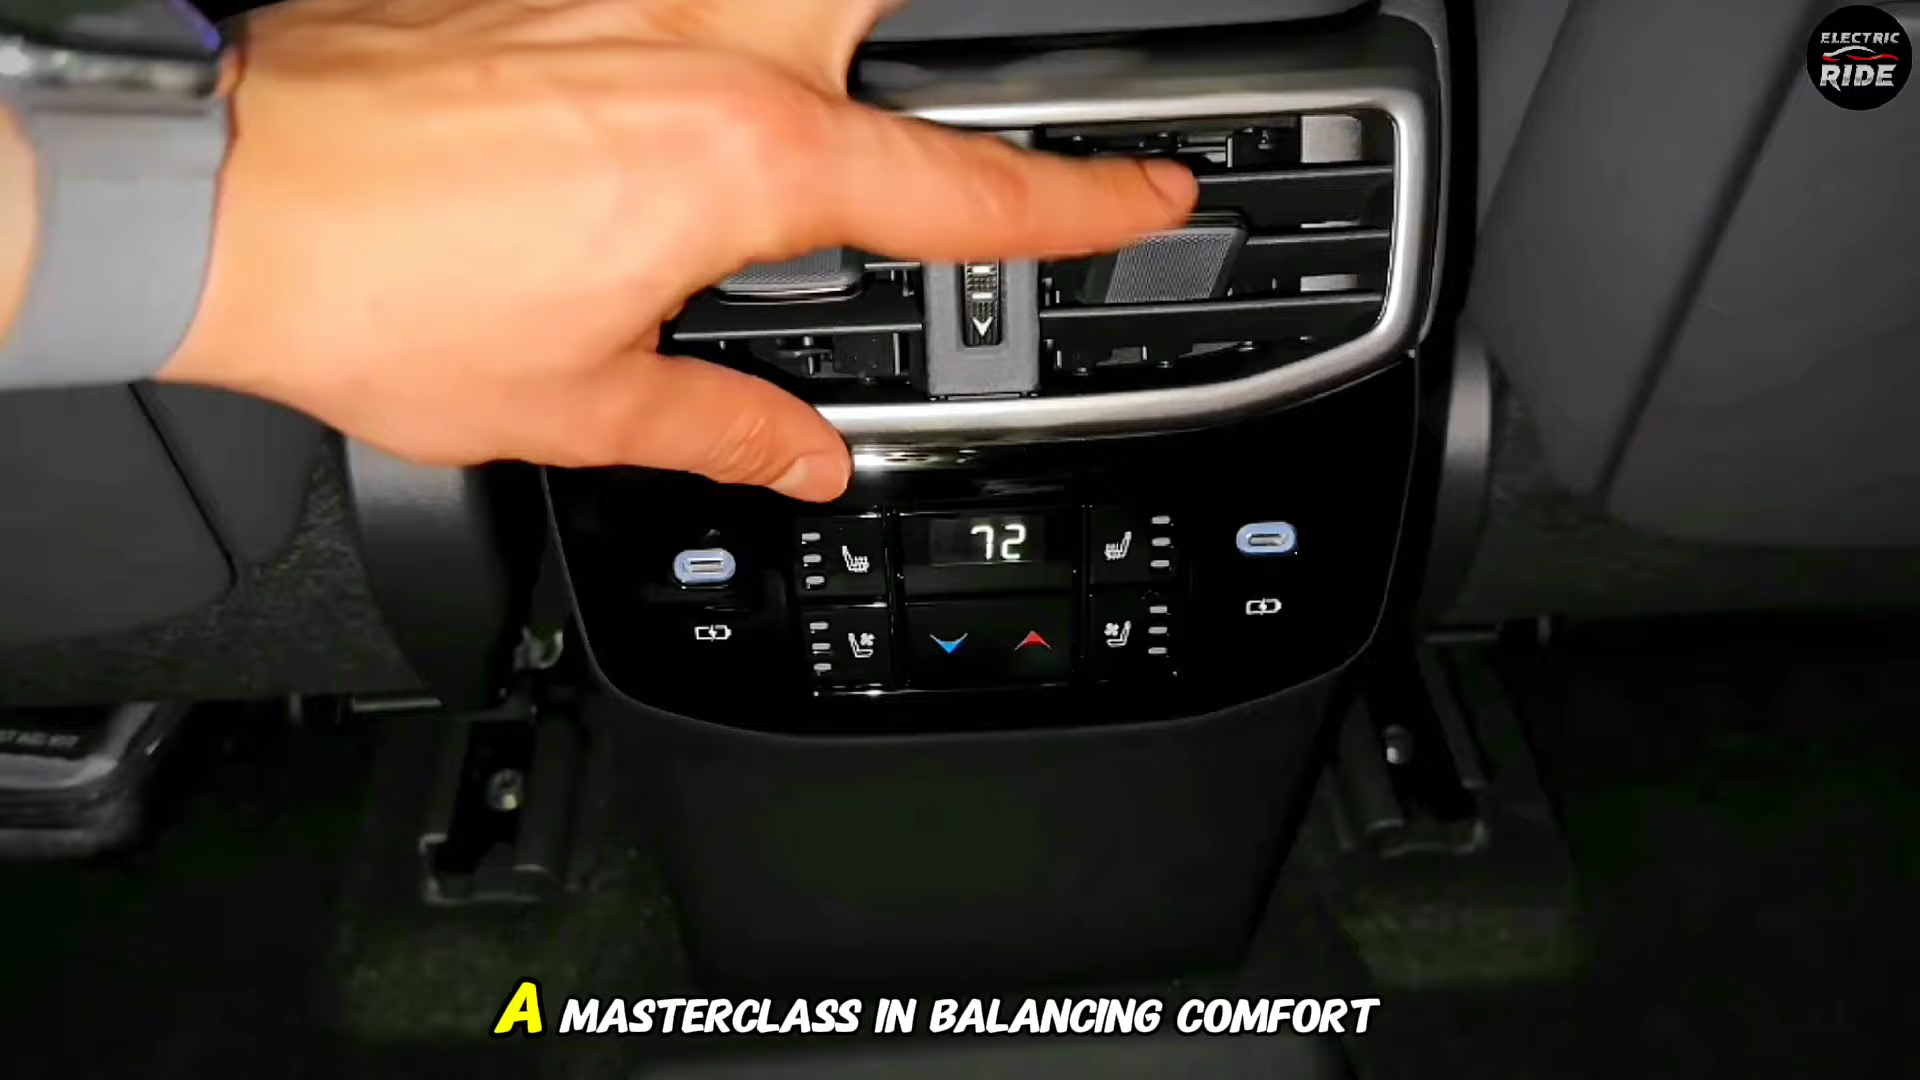 ELECTRIC
RIDE
72
A MASTERCLASS IN BALANCING COMFORT